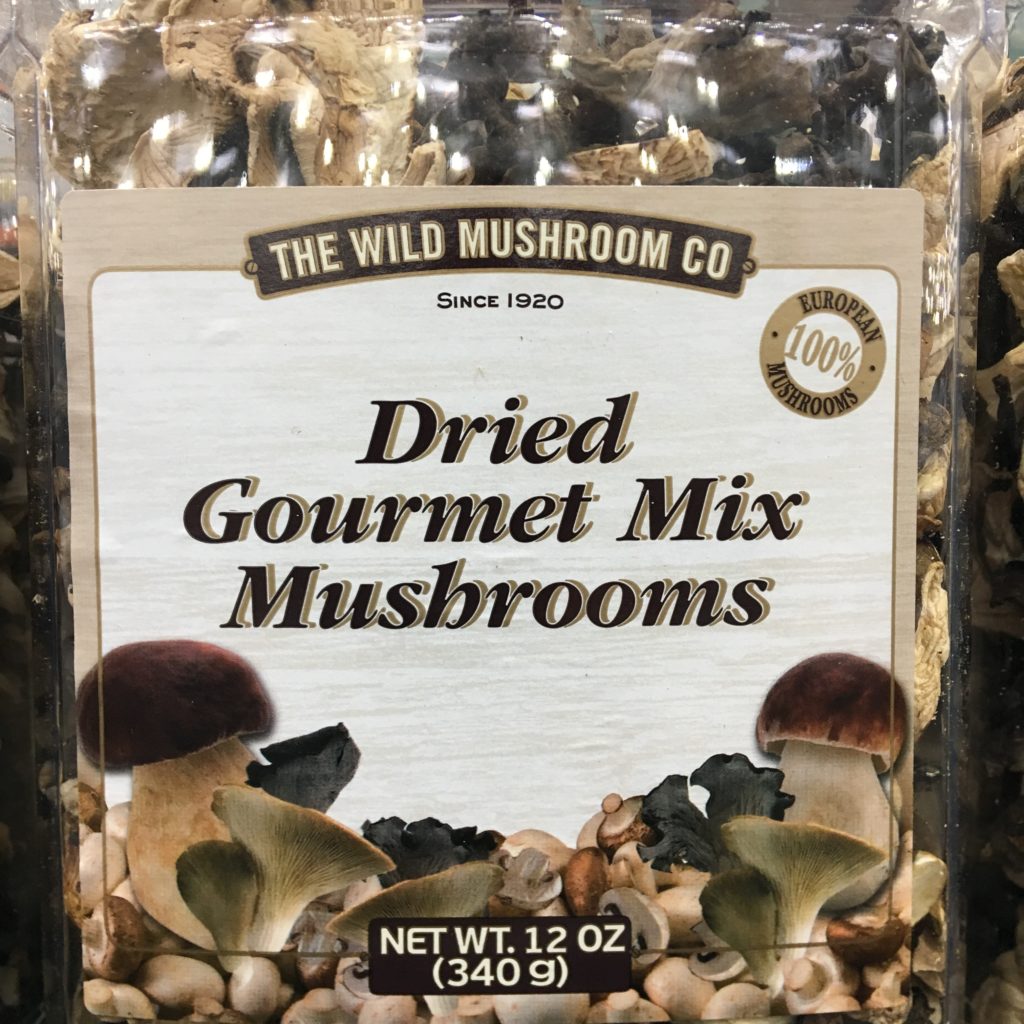 THE WILD MUSHROOM CO
SINCE 1920
EUROPEAN
100%
MUSHROOMS
Dried
Gourmet Mix
Mushrooms
NET WT. 12 OZ
(340 g)